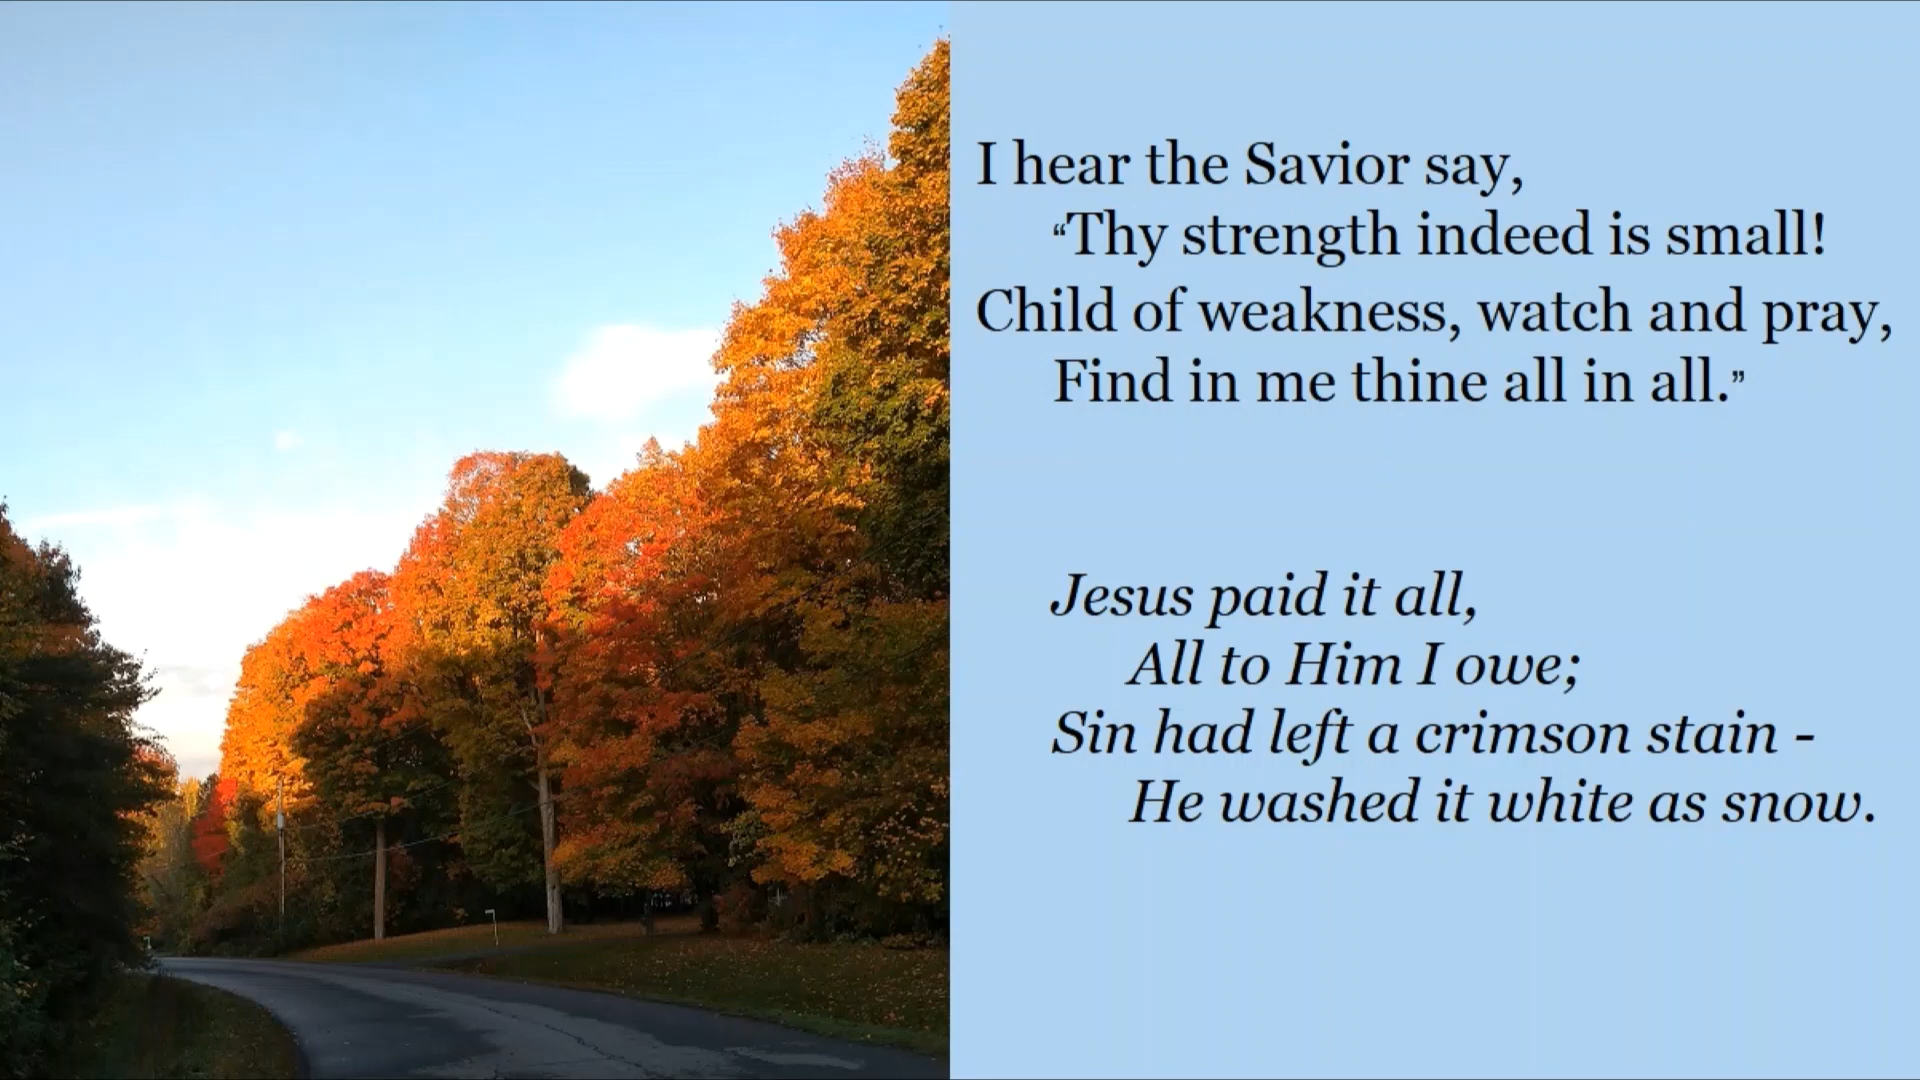 I hear the Savior say,
“Thy strength indeed is small!
Child of weakness, watch and pray,
Find in me thine all in all.”
Jesus paid it all,
All to Him I owe;
Sin had left a crimson stain -
He washed it white as snow.